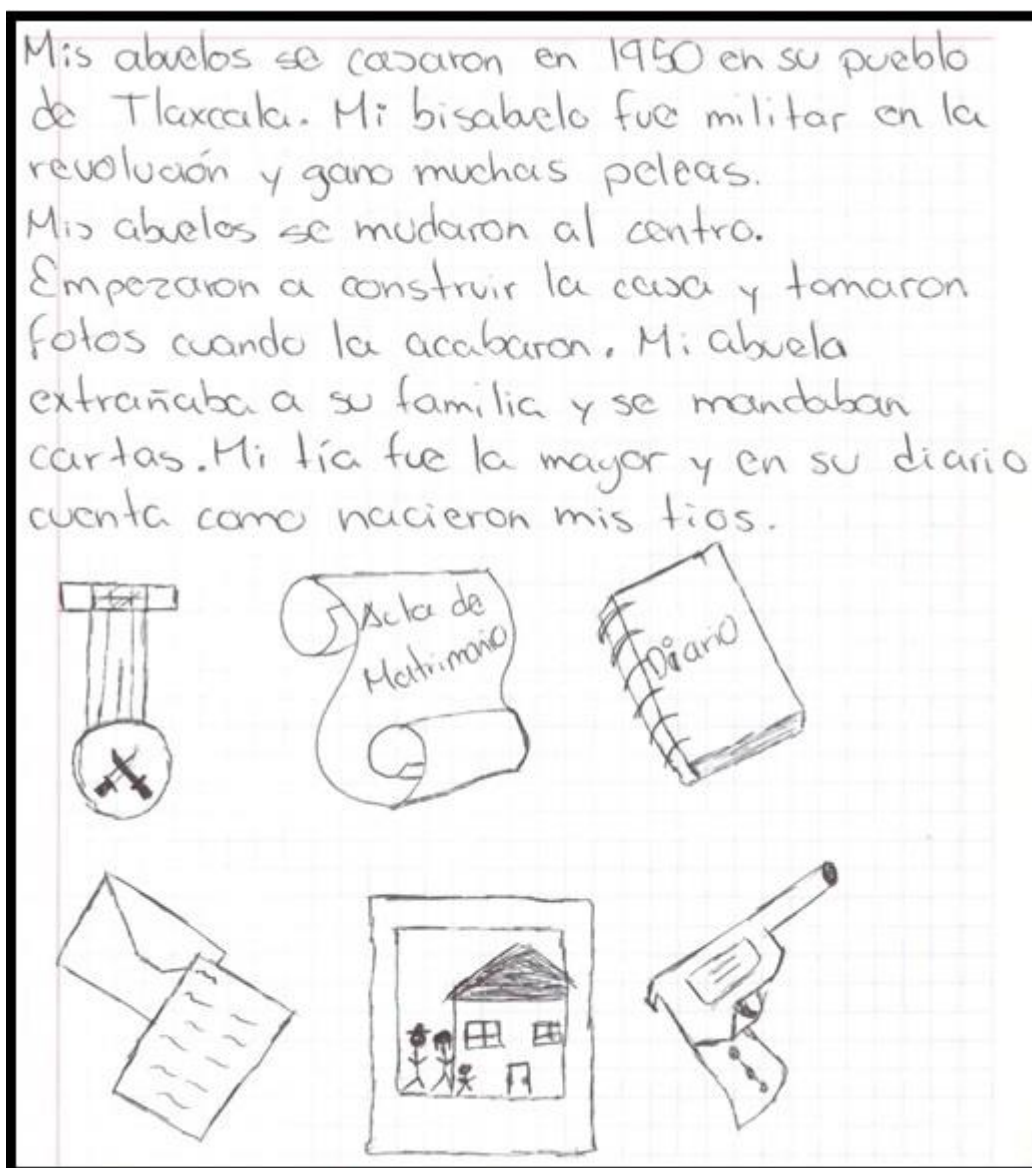 Mis abuelos se casaron en 1950 en su pueblo
de Tlaxcala. Mi bisabuelo fue militar en la
revolución y gano muchas peleas.
Mis abuelos se mudaron al centro.
Empezaron a construir la casa y tomaron
fotos cuando la acabaron. Mi abuela
extrañaba a su familia y se mandaban
cartas. Mi tía fue la mayor y en su diario
cuenta como nacieron mis tios.
Acta de
Matrimonio
Diario